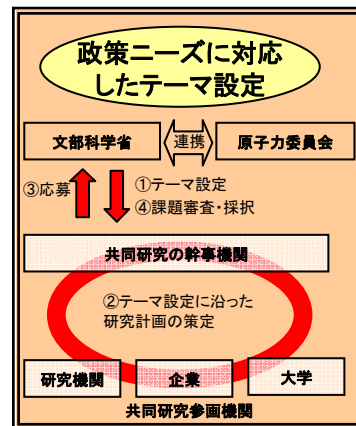 政策ニーズに対応
したテーマ設定
文部科学省 連携 原子力委員会
③応募
①テーマ設定
④課題審査・採択
共同研究の幹事機関
②テーマ設定に沿った
研究計画の策定
研究機関 企業 大学
共同研究参画機関